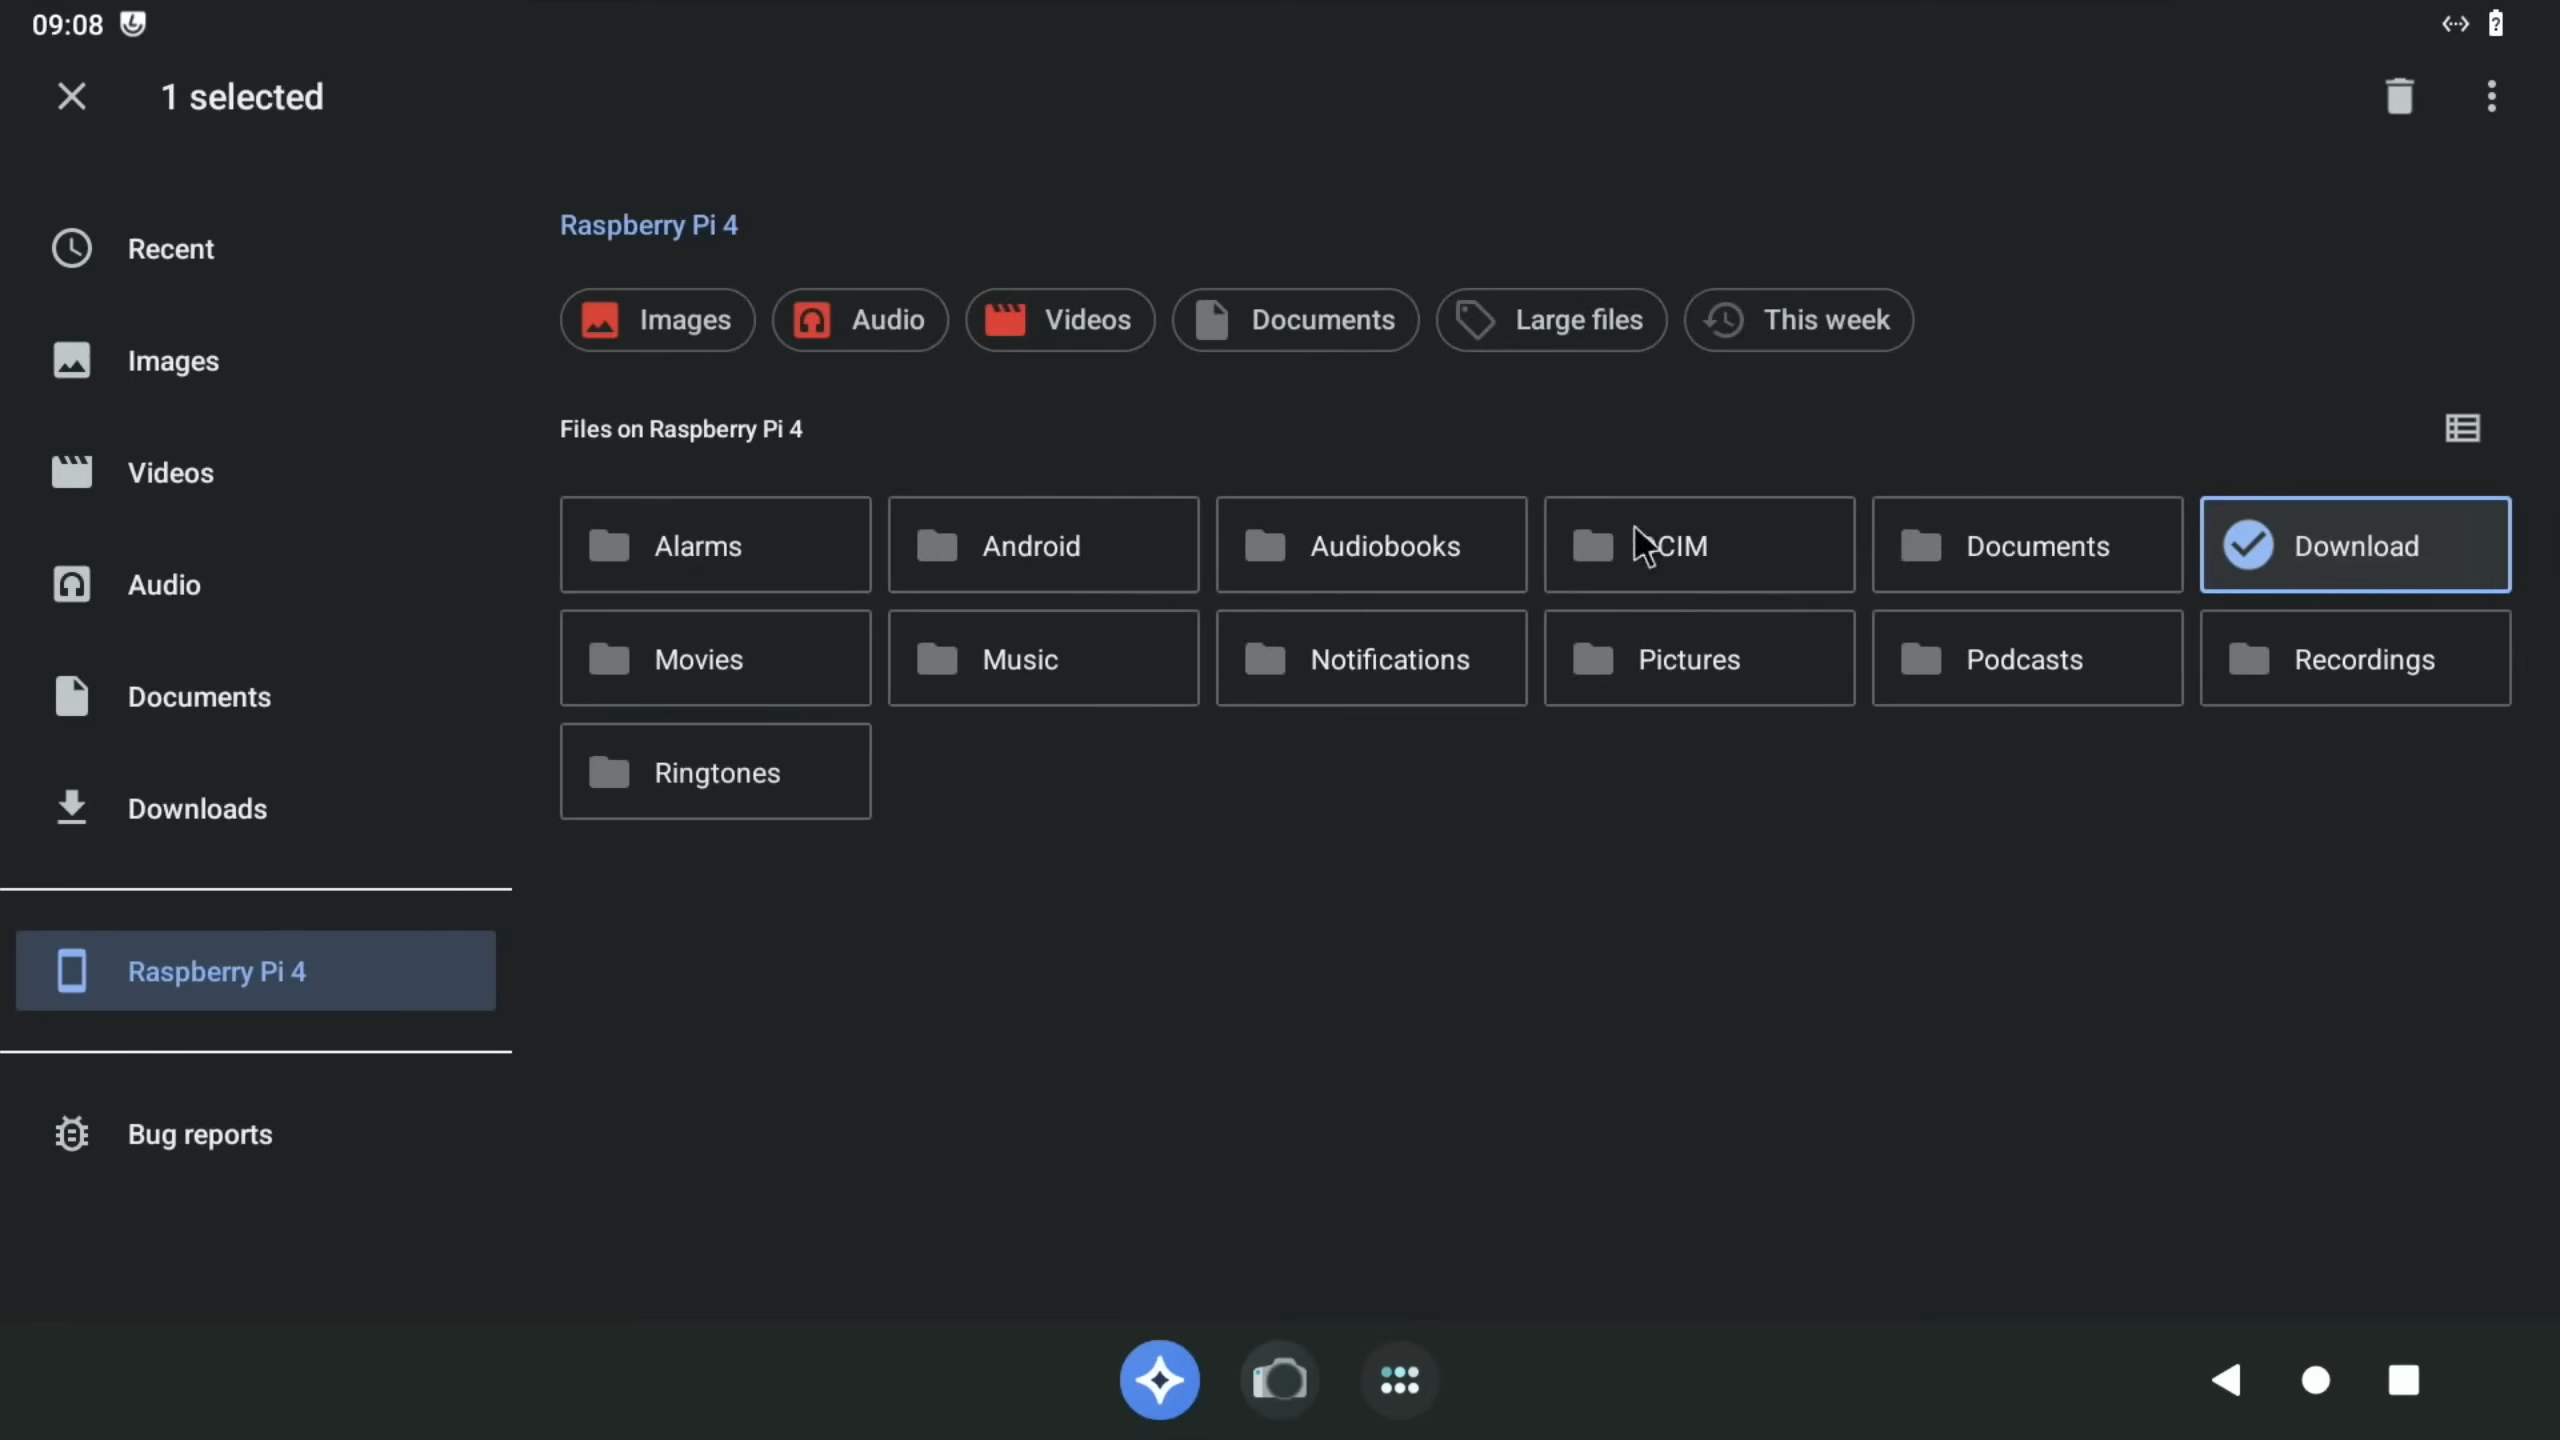 09:08
1 selected
Recent
Images
Videos
Audio
Documents
Downloads
Raspberry Pi 4
Bug reports
Raspberry Pi 4
Images Audio Videos Documents Large files This week
Files on Raspberry Pi 4
Alarms Android Audiobooks CIM Documents Download
Movies Music Notifications Pictures Podcasts Recordings
Ringtones